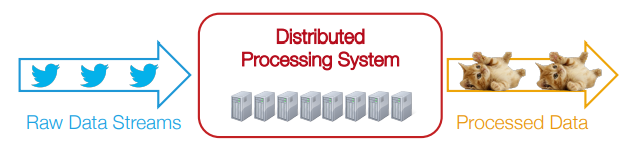 Distributed
Processing System
Raw Data Streams
Processed Data